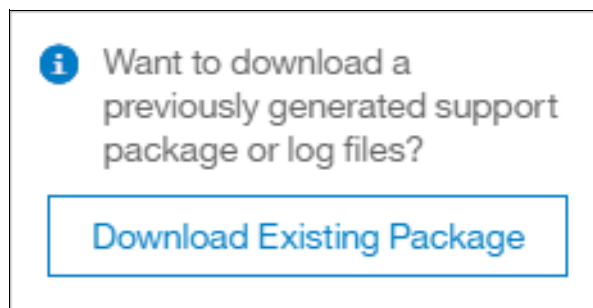 Want to download a
previously generated support
package or log files?
Download Existing Package